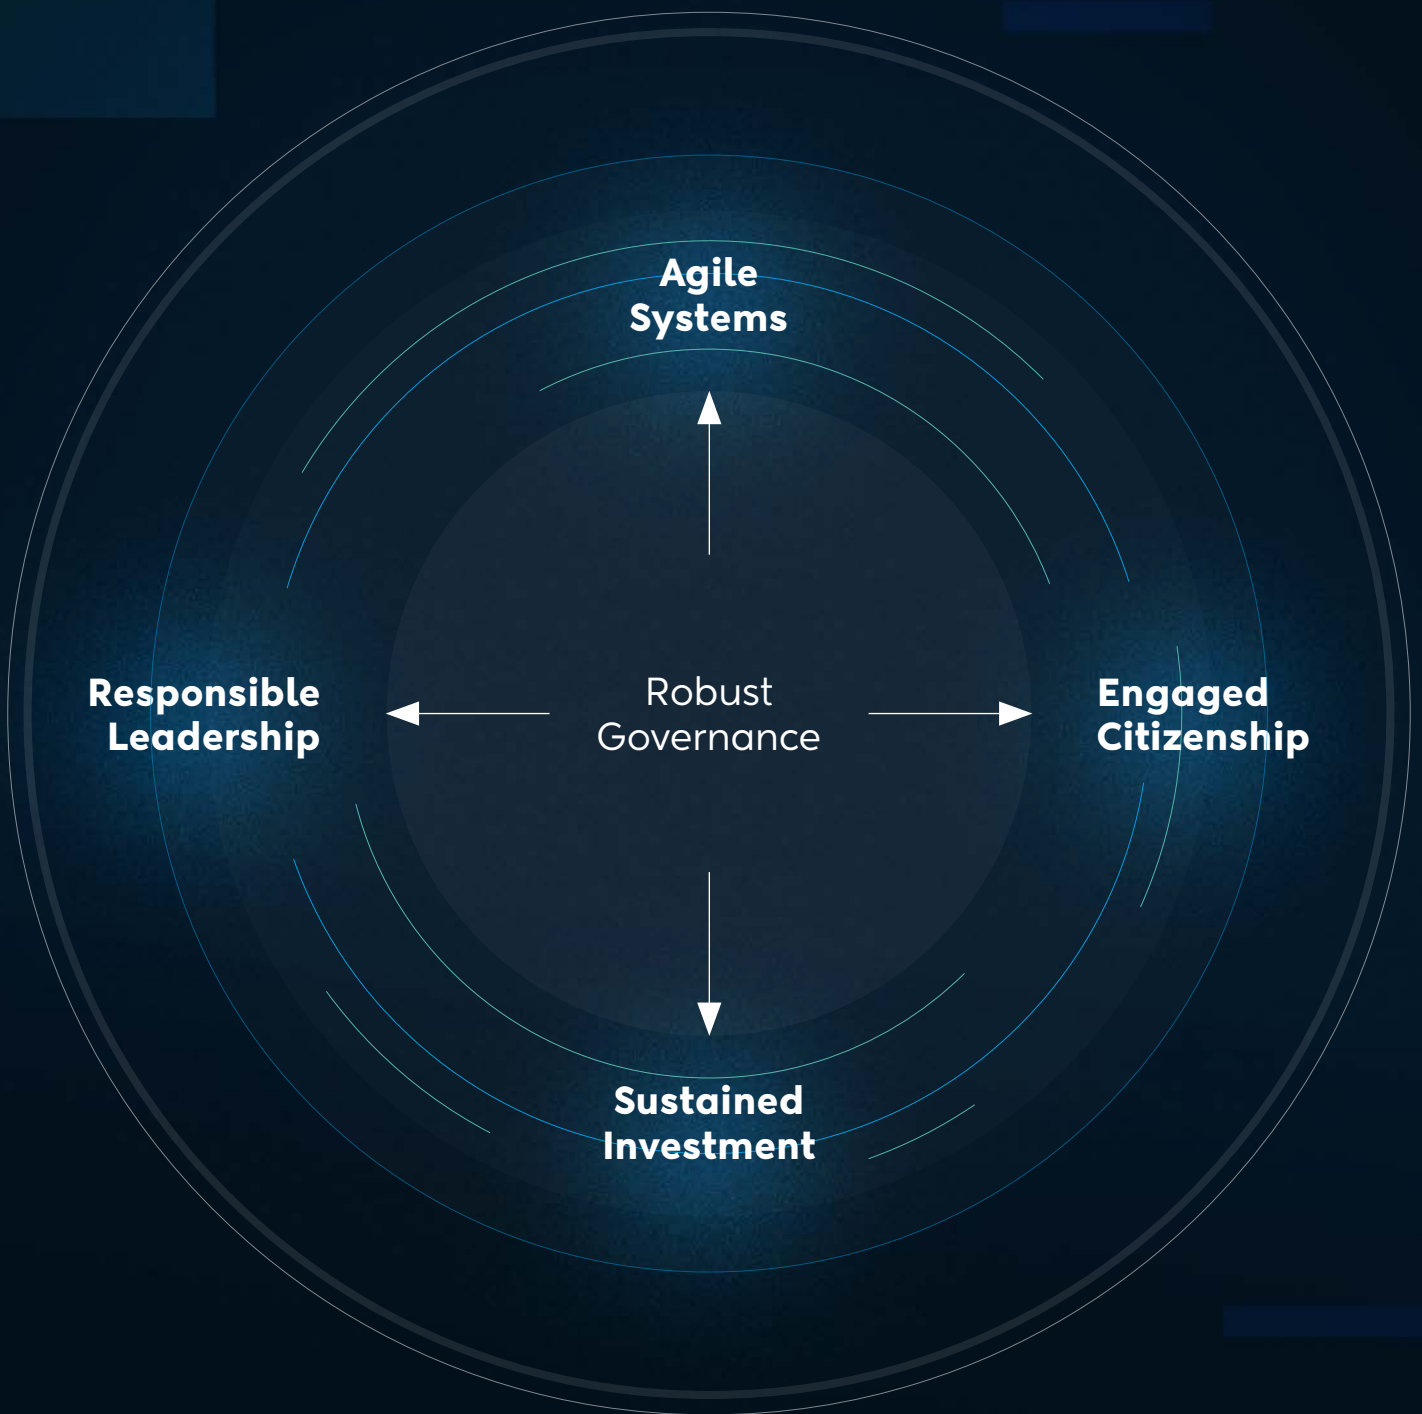 Agile
Systems
Responsible
Leadership
Robust
Governance
Engaged
Citizenship
Sustained
Investment